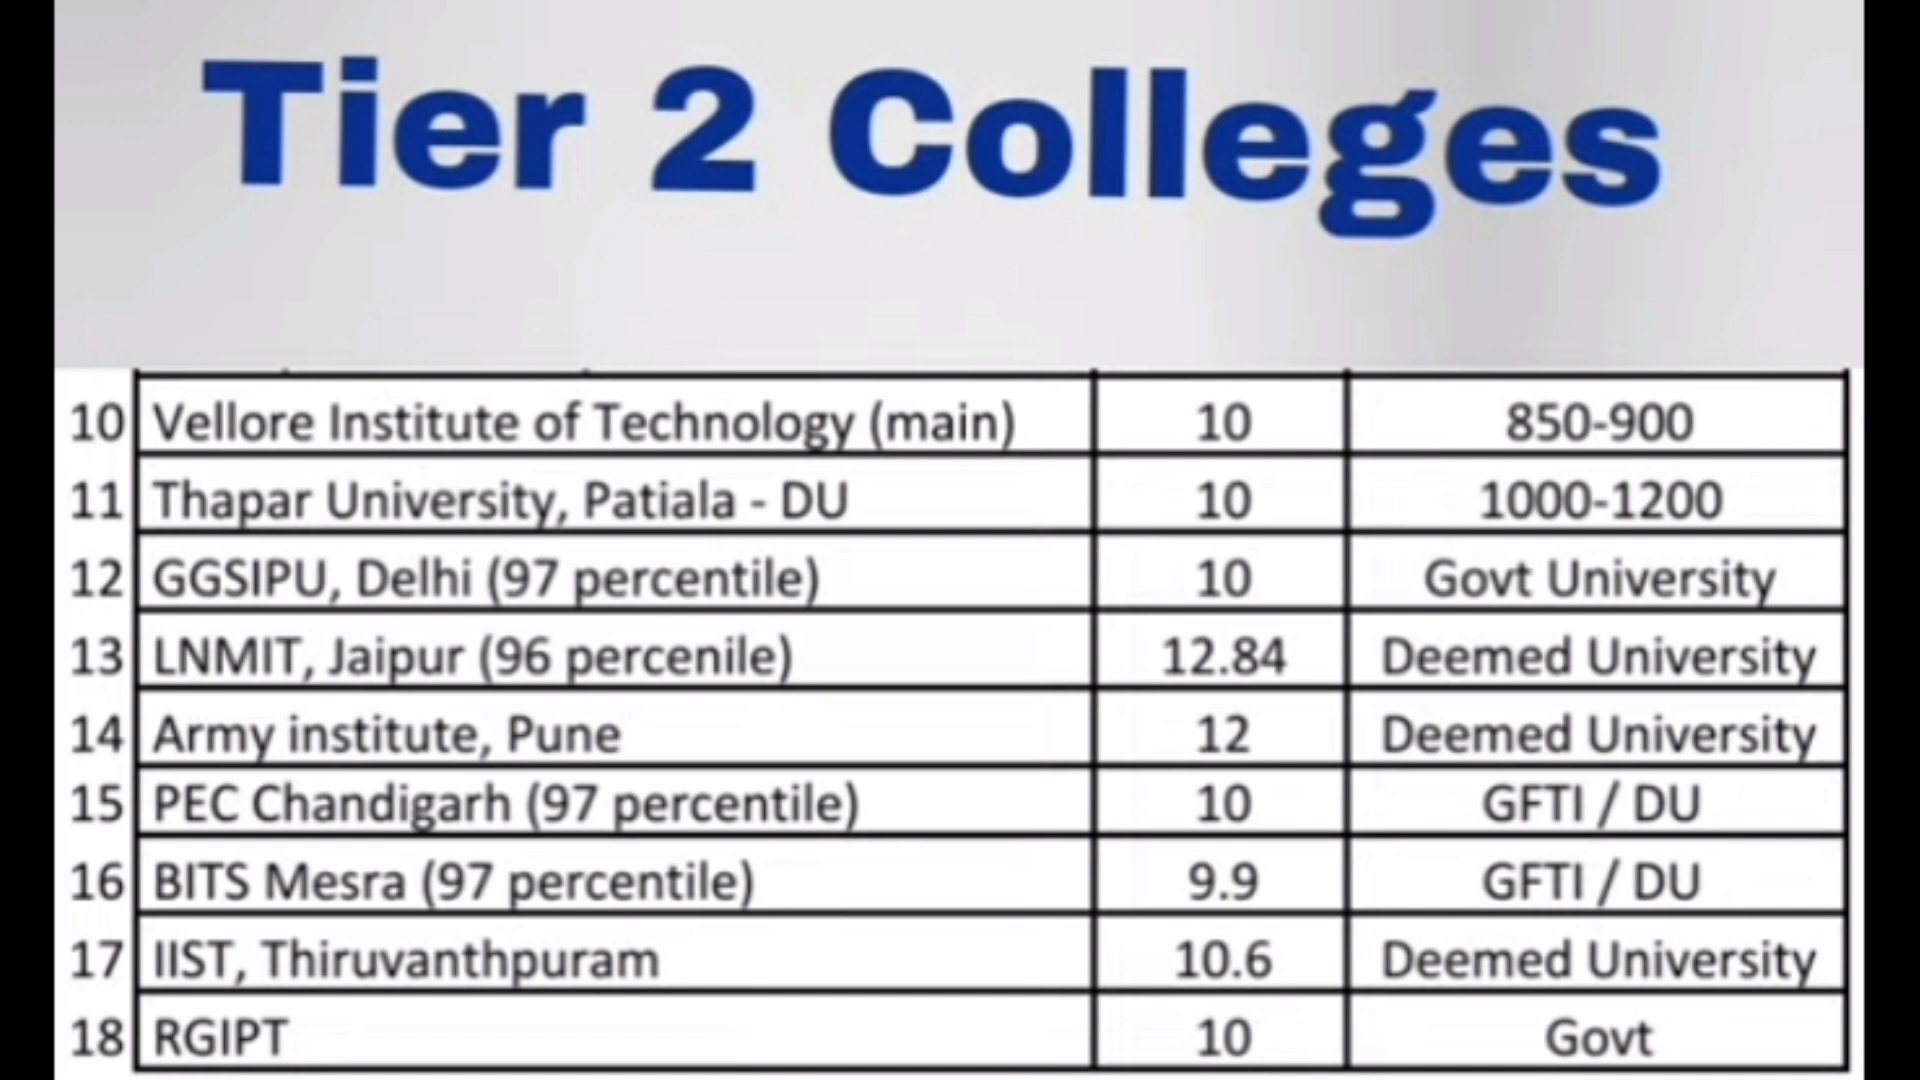 Tier 2 Colleges
10 Vellore Institute of Technology (main) 10 850-900
11 Thapar University, Patiala - DU 10 1000-1200
12 GGSIPU, Delhi (97 percentile) 10 Govt University
13 LNMIT, Jaipur (96 percenile) 12.84 Deemed University
14 Army institute, Pune 12 Deemed University
15 PEC Chandigarh (97 percentile) 10 GFTI / DU
16 BITS Mesra (97 percentile) 9.9 GFTI / DU
17 IIST, Thiruvanthpuram 10.6 Deemed University
18 RGIPT 10 Govt